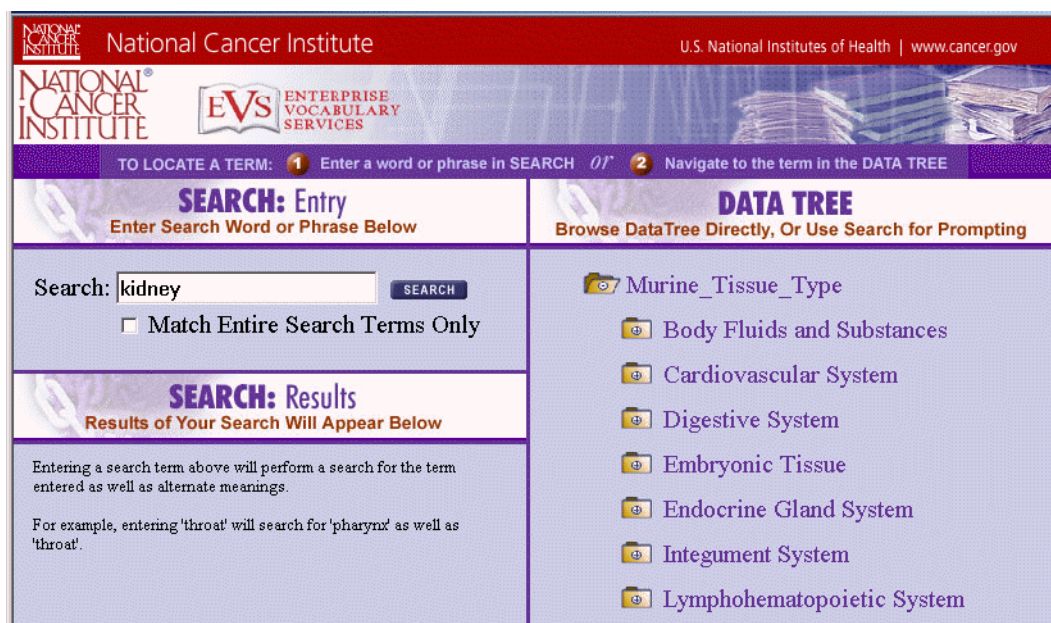 NATIONAL CANCER INSTITUTE
National Cancer Institute
U.S. National Institutes of Health | www.cancer.gov
NATIONAL®
CANCER
INSTITUTE
EVS
ENTERPRISE
VOCABULARY
SERVICES
TO LOCATE A TERM: 1 Enter a word or phrase in SEARCH or 2 Navigate to the term in the DATA TREE
SEARCH: Entry
Enter Search Word or Phrase Below
Search: kidney SEARCH
Match Entire Search Terms Only
SEARCH: Results
Results of Your Search Will Appear Below
Entering a search term above will perform a search for the term
entered as well as alternate meanings.
For example, entering 'throat' will search for 'pharynx' as well as
'throat'.
DATA TREE
Browse DataTree Directly, Or Use Search for Prompting
Murine_Tissue_Type
Body Fluids and Substances
Cardiovascular System
Digestive System
Embryonic Tissue
Endocrine Gland System
Integument System
Lymphohematopoietic System